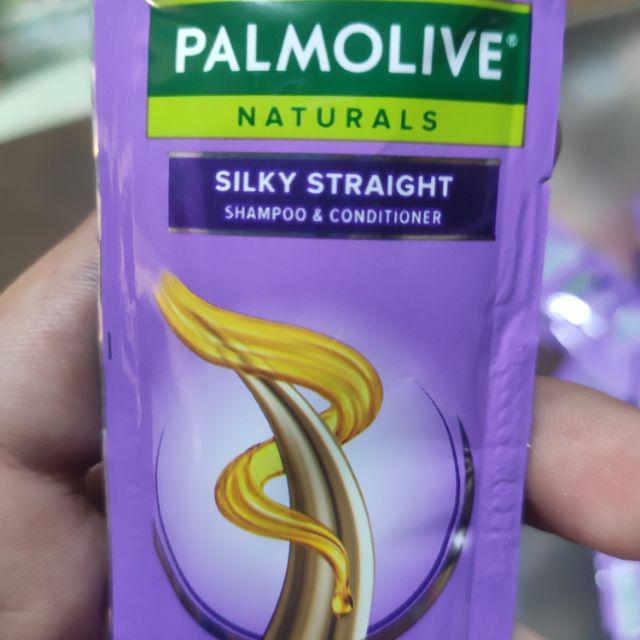 PALMOLIVE®
NATURALS
SILKY STRAIGHT
SHAMPOO & CONDITIONER